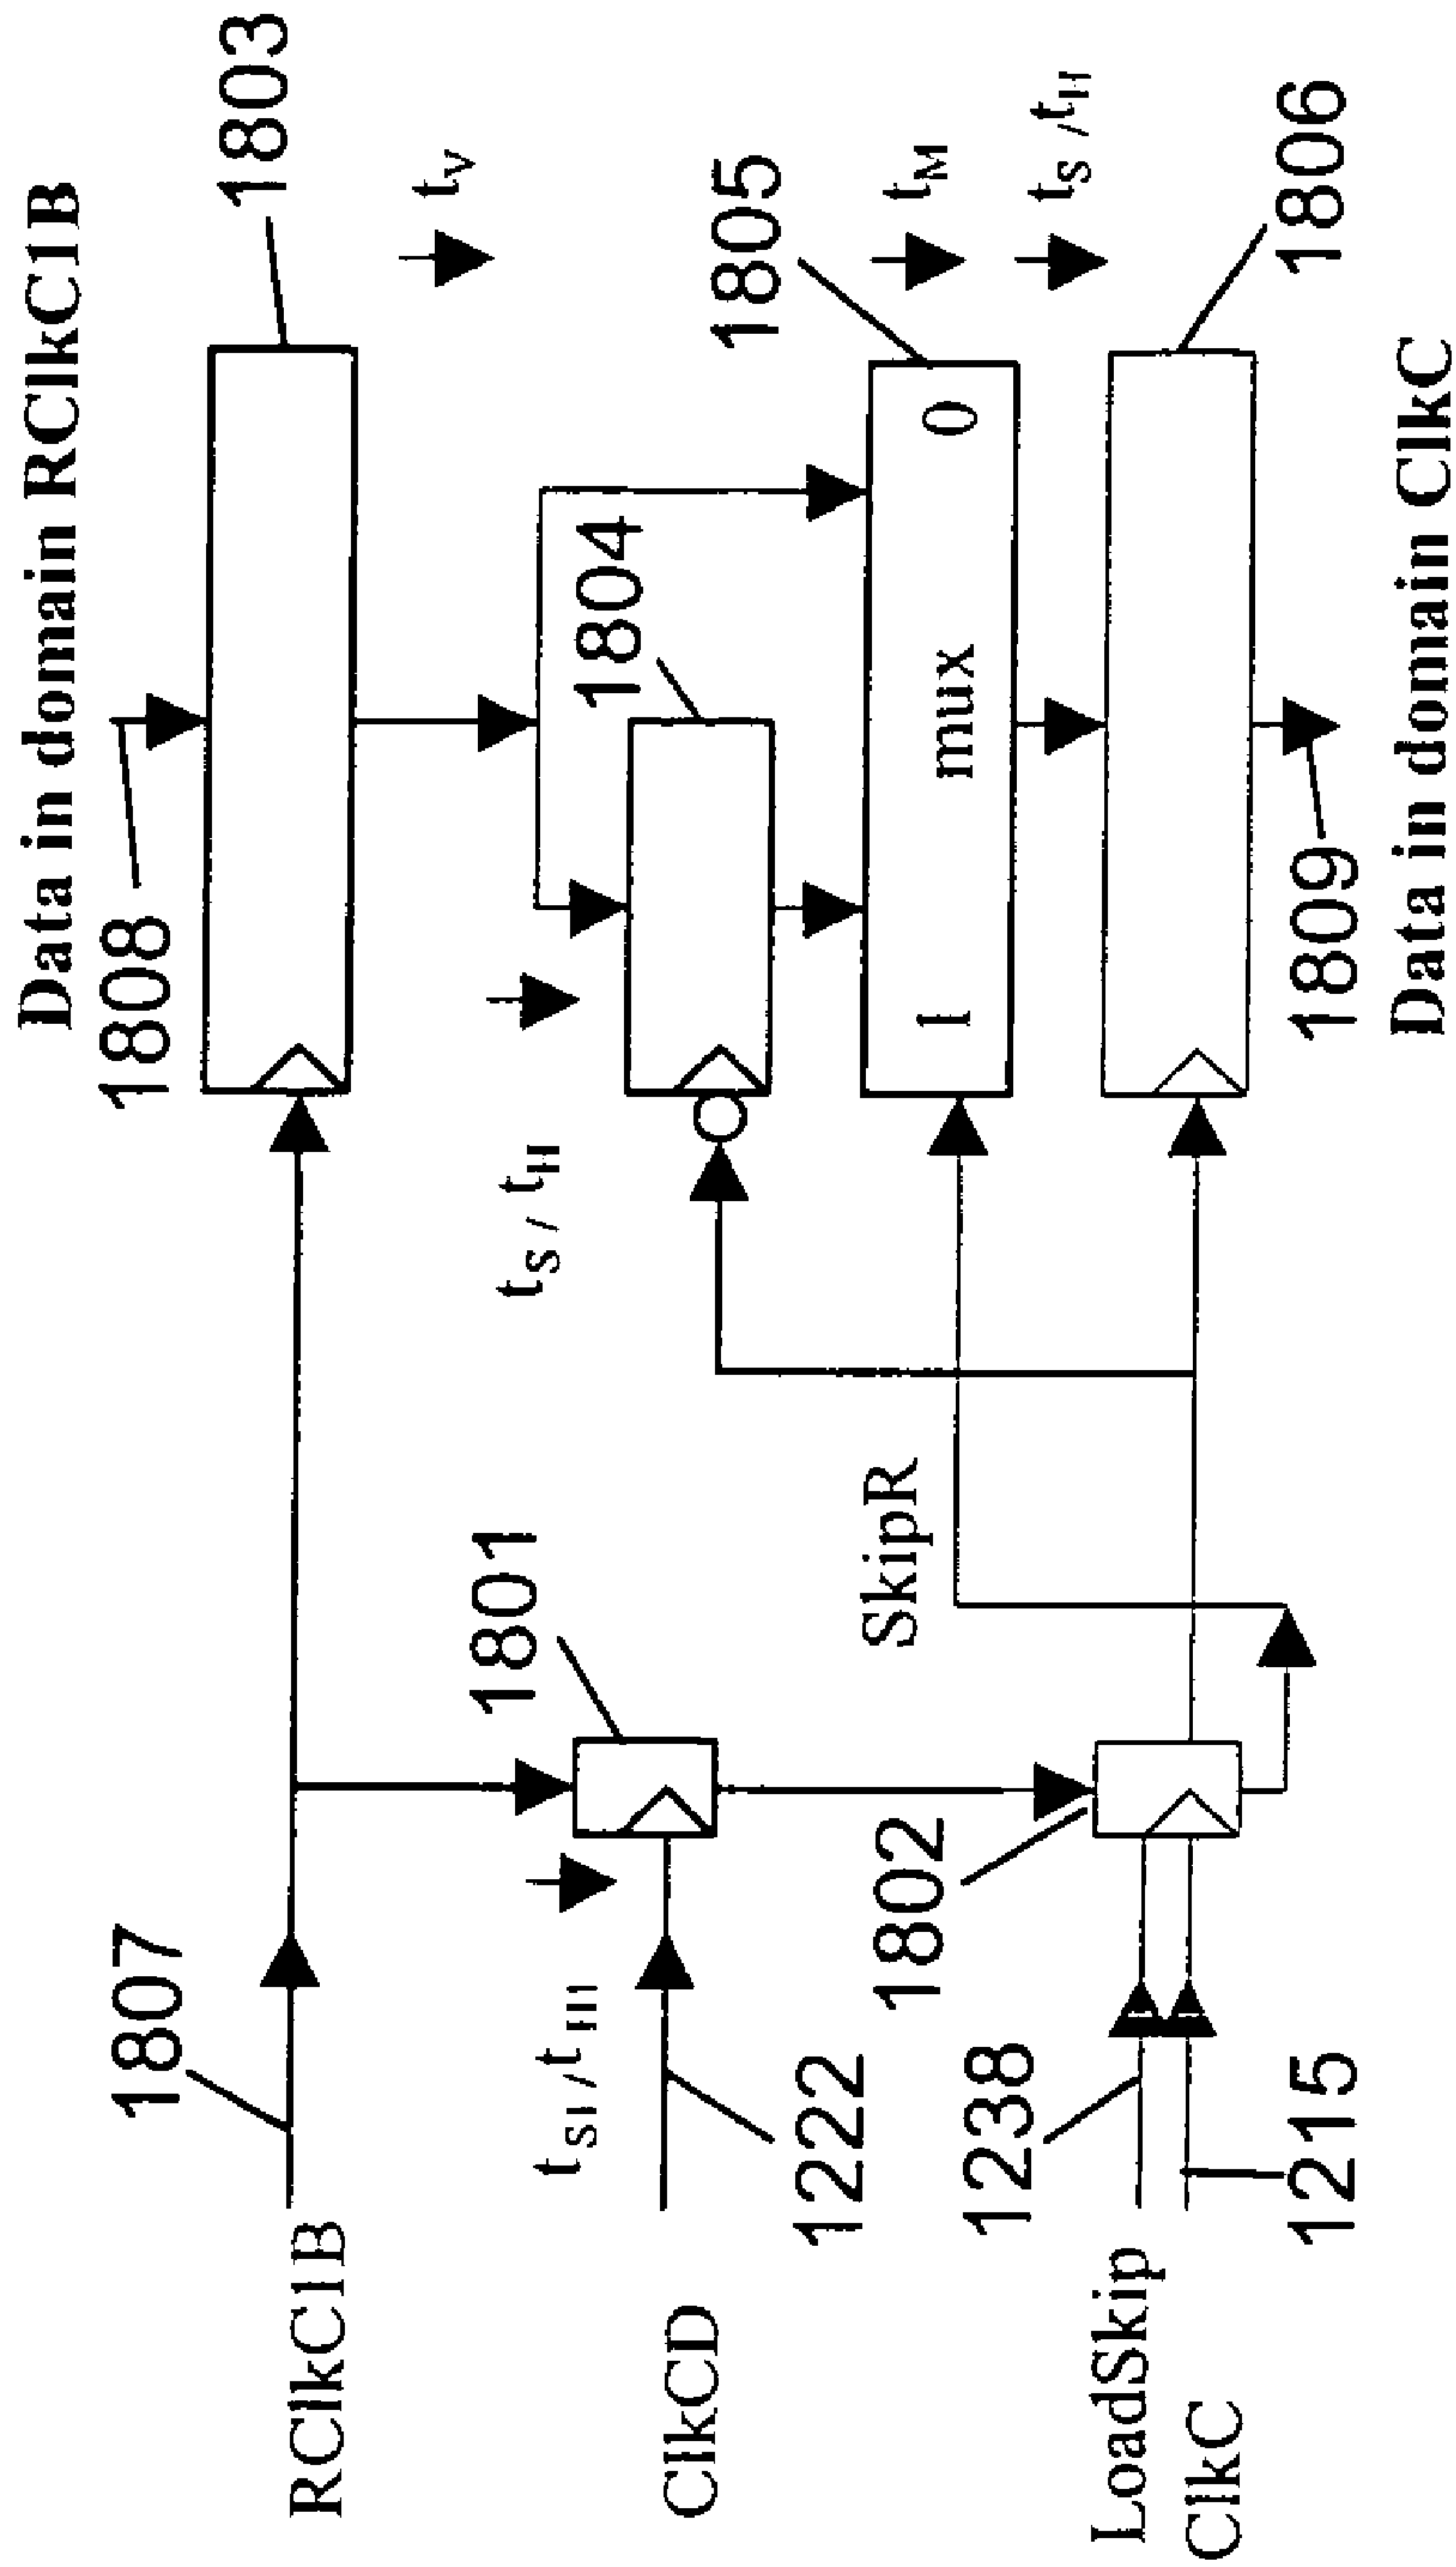 Data in domain RClkC1B
1808
1803
1807
RClkC1B
tV
1801
tS1/tH1
tS / tH
1804
ClkCD
1222
SkipR
1805
1 mux 0
tM
1802
1238
LoadSkip
tS /tH
1806
ClkC
1215
1809
Data in domain ClkC